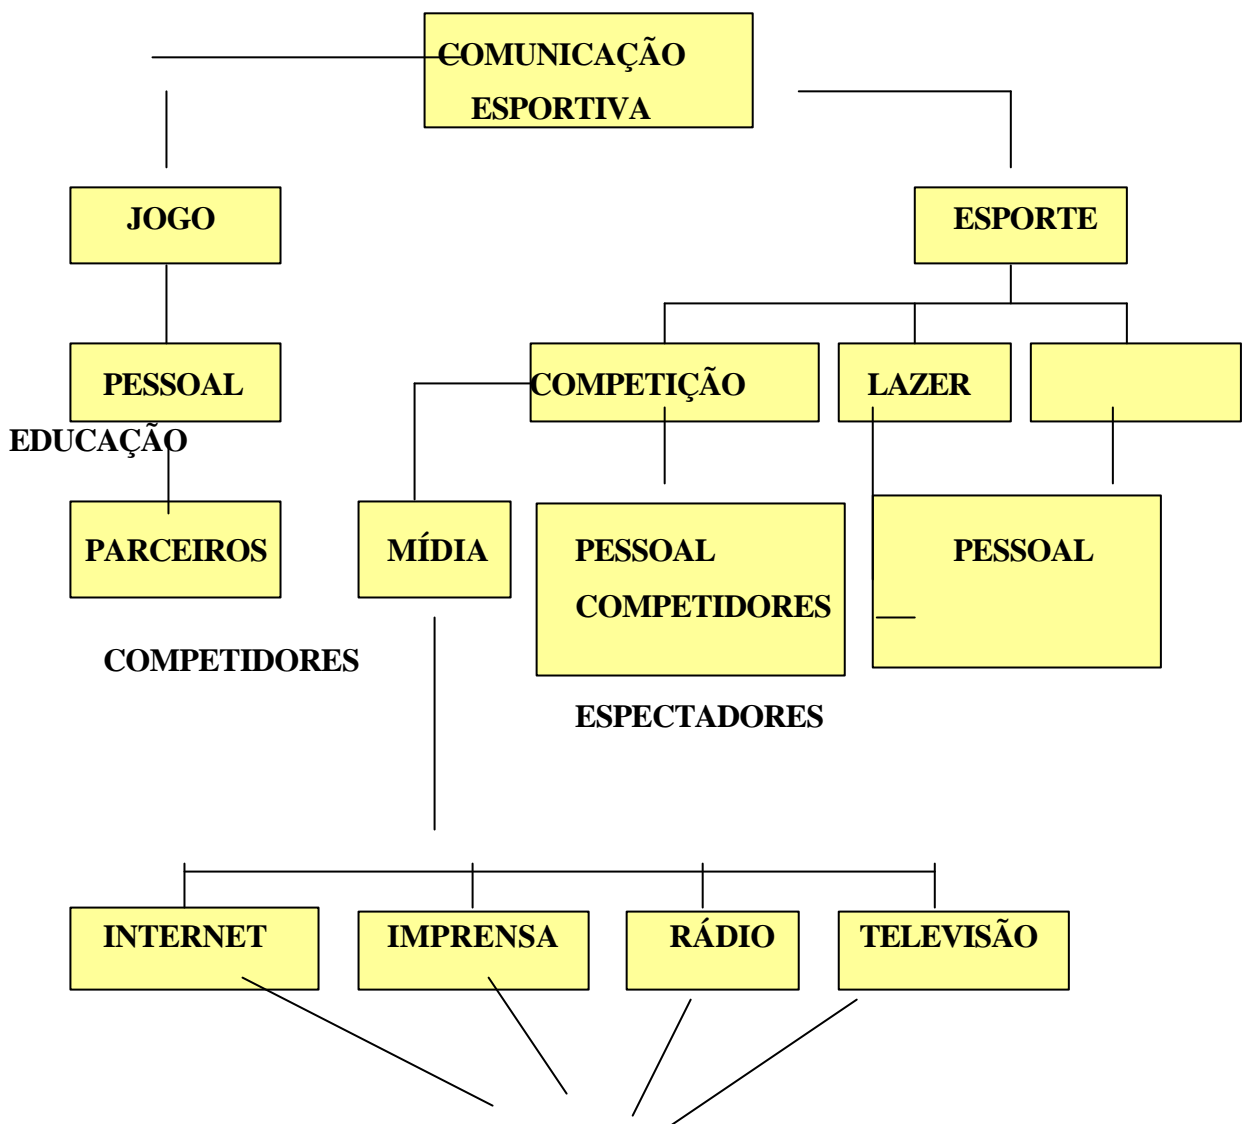 COMUNICAÇÃO
ESPORTIVA
JOGO
ESPORTE
PESSOAL
COMPETIÇÃO
LAZER
EDUCAÇÃO
PARCEIROS
MÍDIA
PESSOAL
PESSOAL
COMPETIDORES
COMPETIDORES
ESPECTADORES
INTERNET
IMPRENSA
RÁDIO
TELEVISÃO